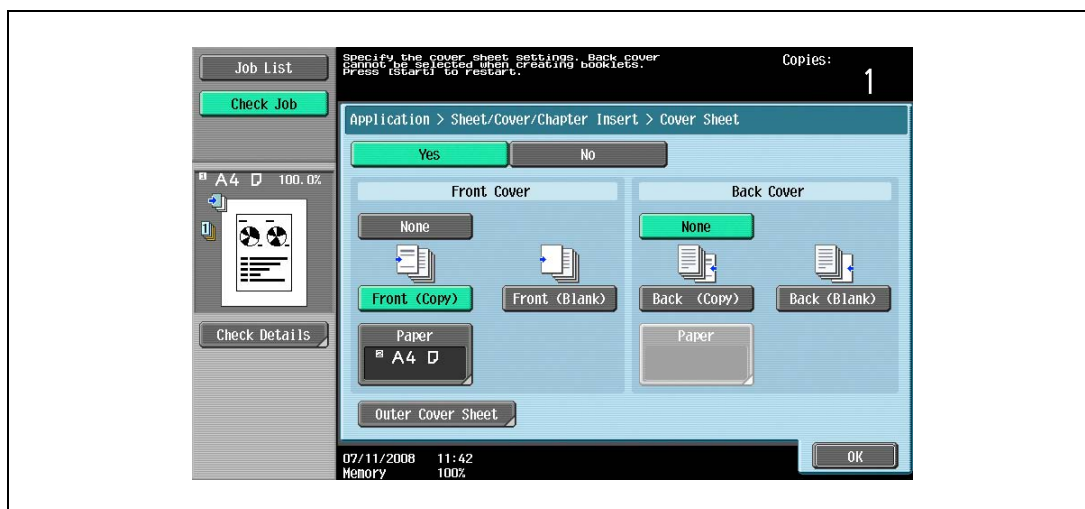 Job List
Check Job
Specify the cover sheet settings. Back cover
cannot be selected when creating booklets.
Press [Start] to restart.
Copies:
1
Application > Sheet/Cover/Chapter Insert > Cover Sheet
Yes
No
A4 100.0%
1
Front Cover
Back Cover
None
None
Front (Copy)
Front (Blank)
Back (Copy)
Back (Blank)
Check Details
Paper
A4
Paper
Outer Cover Sheet
07/11/2008 11:42
Memory 100%
OK